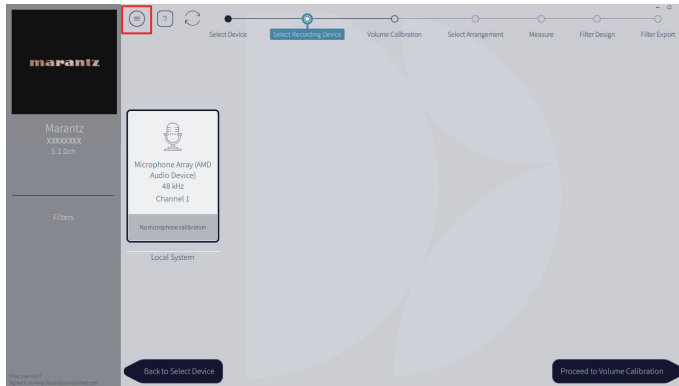 ?
Select Device
Select Recording Device
Volume Calibration
Select Arrangement
Measure
Filter Design
Filter Export
marantz
Marantz
XXXXXXXX
5.1.0ch
Filters
Microphone Array (AMD
Audio Device)
48 kHz
Channel 1
No microphone calibration
Local System
Back to Select Device
Proceed to Volume Calibration